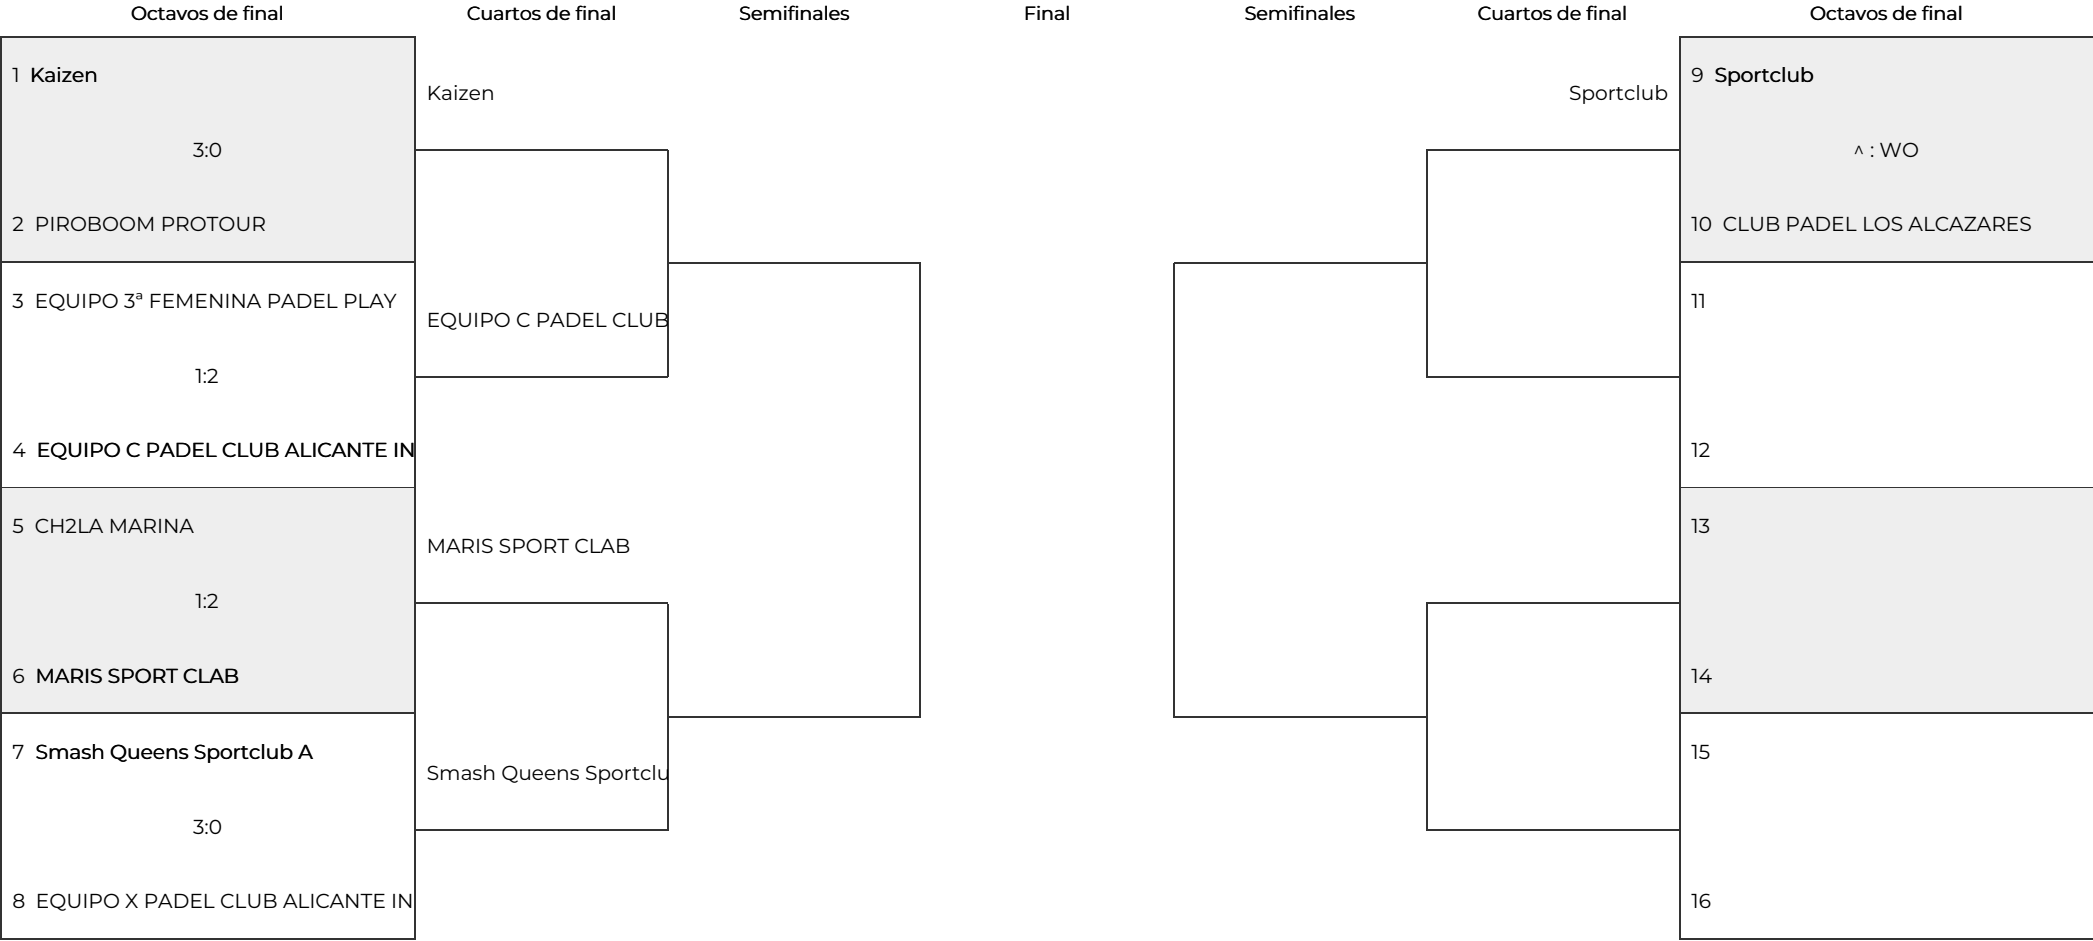 Octavos de final
Cuartos de final
Semifinales
Final
Semifinales
Cuartos de final
Octavos de final
1 Kaizen
3:0
2 PIROBOOM PROTOUR
3 EQUIPO 3ª FEMENINA PADEL PLAY
1:2
4 EQUIPO C PADEL CLUB ALICANTE IN
5 CH2LA MARINA
1:2
6 MARIS SPORT CLAB
7 Smash Queens Sportclub A
3:0
8 EQUIPO X PADEL CLUB ALICANTE IN
Kaizen
EQUIPO C PADEL CLUB
MARIS SPORT CLAB
Smash Queens Sportclu
Sportclub
9 Sportclub
^ : WO
10 CLUB PADEL LOS ALCAZARES
11
12
13
14
15
16